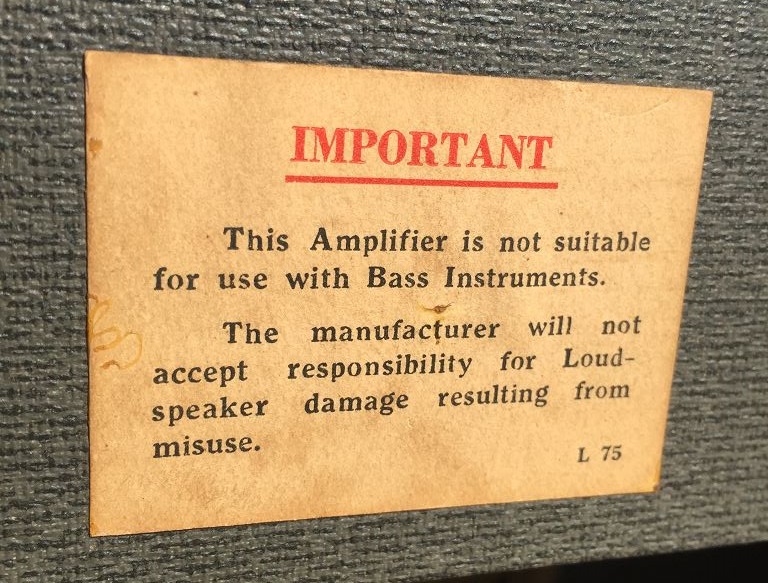 IMPORTANT
This Amplifier is not suitable
for use with Bass Instruments.
The manufacturer will not
accept responsibility for Loud-
speaker damage resulting from
misuse.
L 75